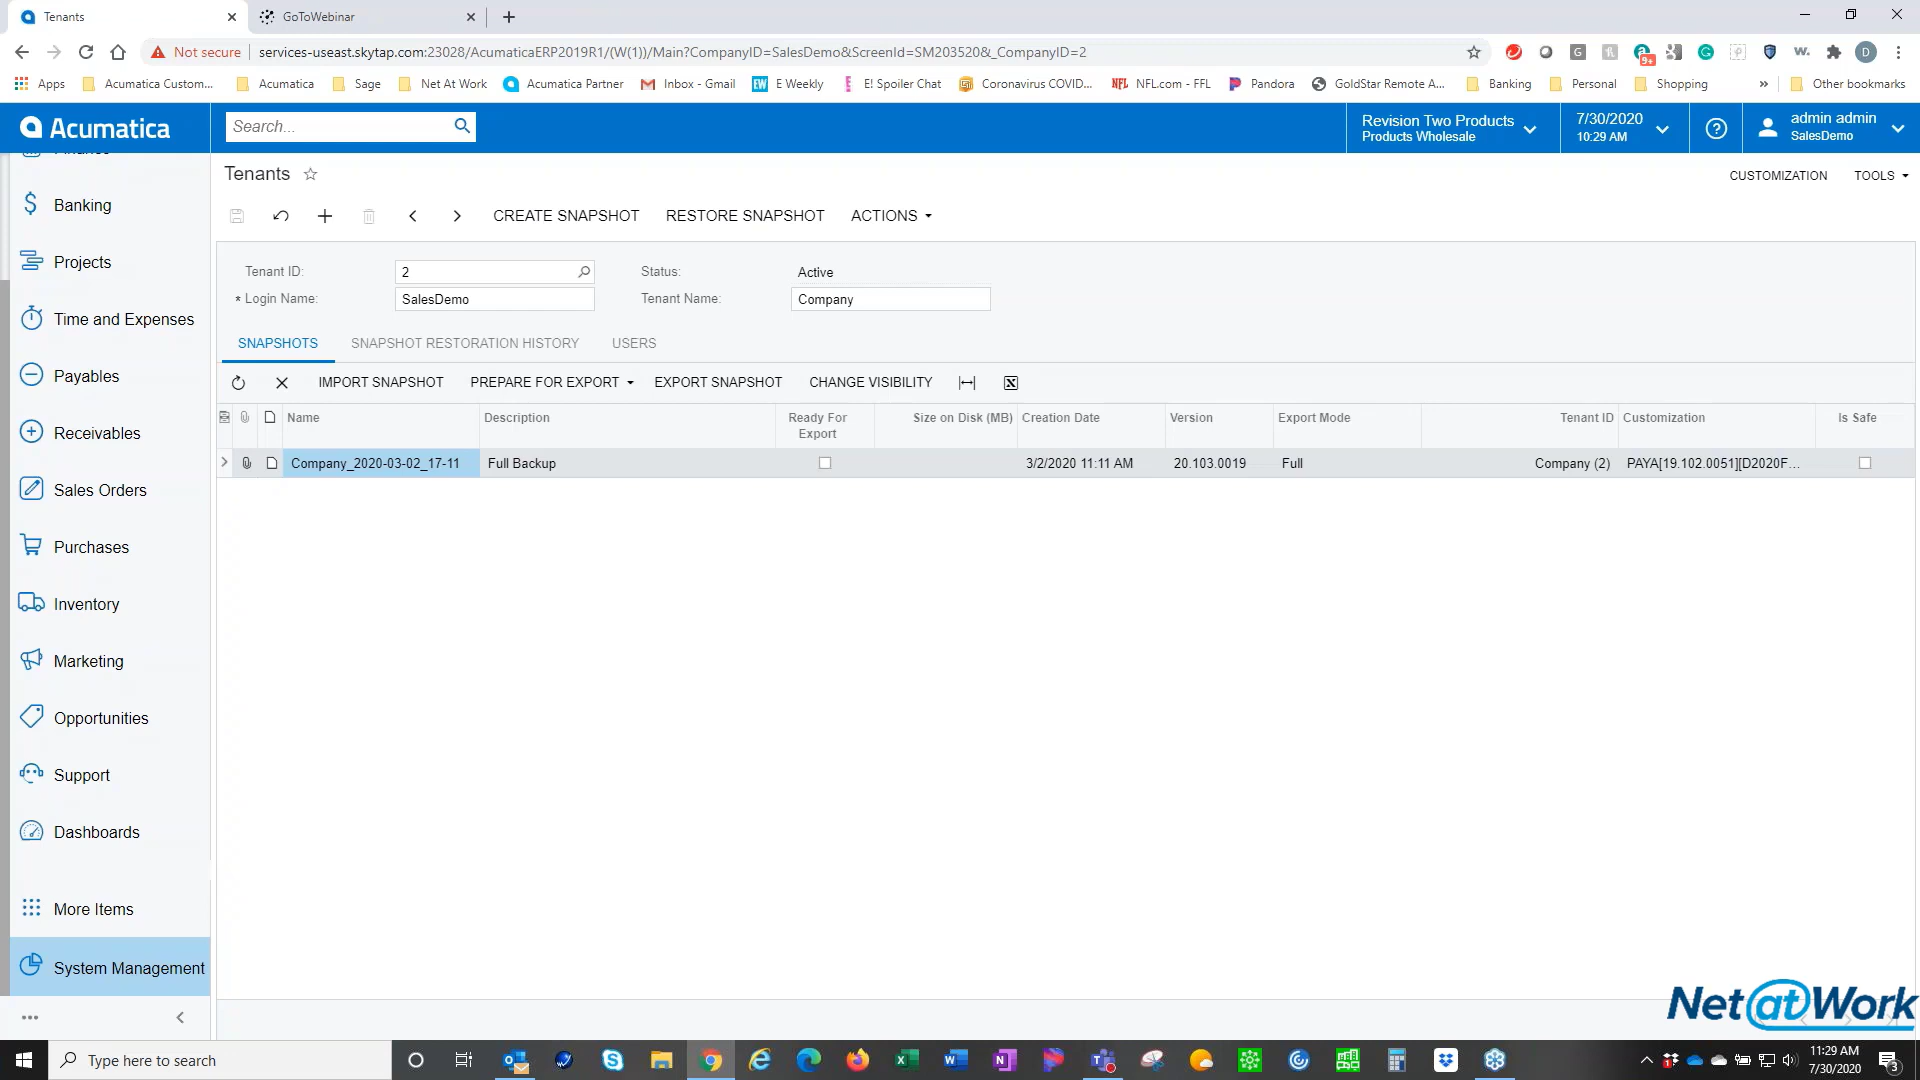 Tenants
GoToWebinar
Not secure
services-useast.skytap.com:23028/AcumaticaERP2019R1/(W(1))/Main?CompanyID=SalesDemo&ScreenId=SM203520&_CompanyID=2
9+
D
Apps
Acumatica Custom...
Acumatica
Sage
Net At Work
Acumatica Partner
Inbox - Gmail
EW E Weekly
E! Spoiler Chat
Coronavirus COVID...
NFL.com - FFL
Pandora
GoldStar Remote A...
Banking
Personal
Shopping
»
Other bookmarks
Acumatica
Search...
Revision Two Products
Products Wholesale
7/30/2020
10:29 AM
admin admin
SalesDemo
Banking
Projects
Time and Expenses
Payables
Receivables
Sales Orders
Purchases
Inventory
Marketing
Opportunities
Support
Dashboards
More Items
System Management
Tenants
CUSTOMIZATION
TOOLS
CREATE SNAPSHOT
RESTORE SNAPSHOT
ACTIONS
Tenant ID:
2
Status:
Active
* Login Name:
SalesDemo
Tenant Name:
Company
SNAPSHOTS
SNAPSHOT RESTORATION HISTORY
USERS
IMPORT SNAPSHOT
PREPARE FOR EXPORT
EXPORT SNAPSHOT
CHANGE VISIBILITY
Name
Description
Ready For
Export
Size on Disk (MB)
Creation Date
Version
Export Mode
Tenant ID
Customization
Is Safe
Company_2020-03-02_17-11
Full Backup
3/2/2020 11:11 AM
20.103.0019
Full
Company (2)
PAYA[19.102.0051][D2020F...
Net at Work
Type here to search
11:29 AM
7/30/2020
3